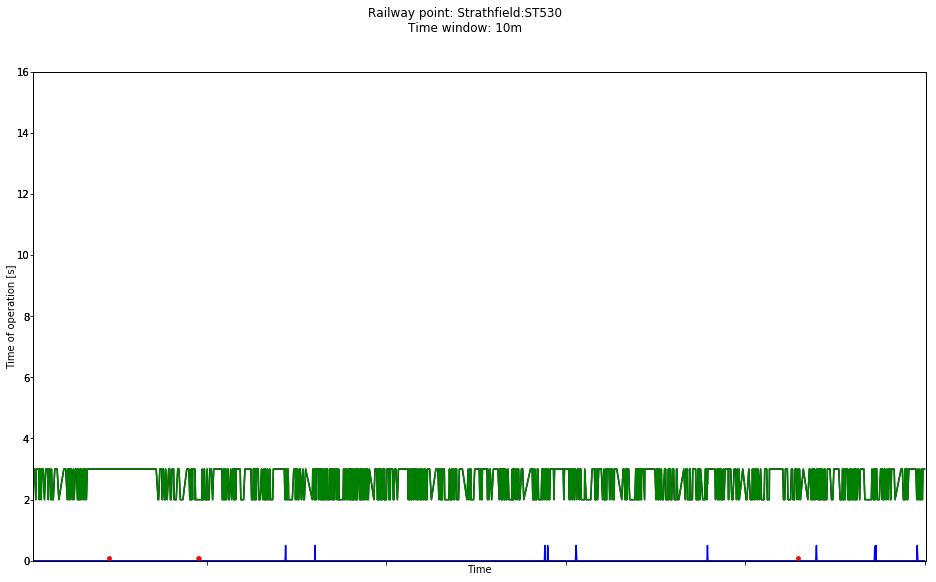 Railway point: Strathfield:ST530
Time window: 10m
16
14
12
10
8
6
4
2
0
Time of operation [s]
Time